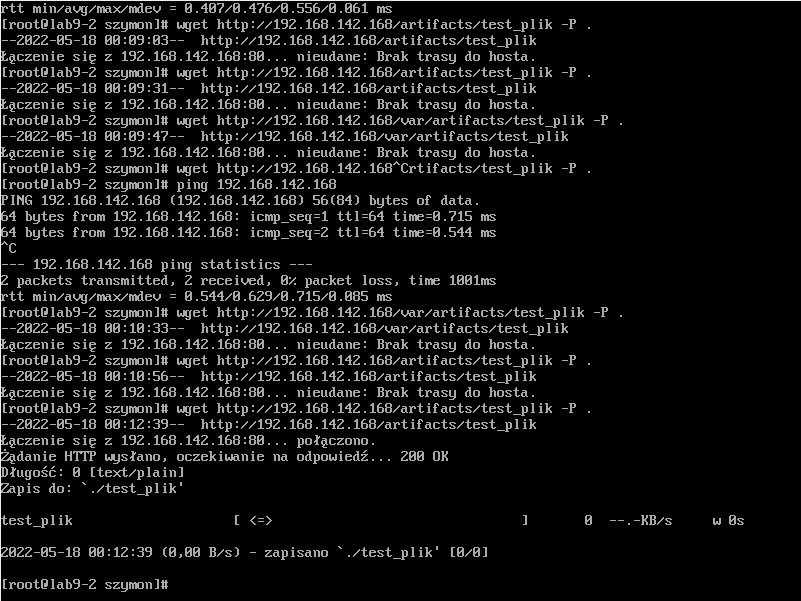 rtt min/avg/max/mdev = 0.407/0.476/0.556/0.061 ms
[root@lab9-2 szymon]# wget http://192.168.142.168/artifacts/test_plik -P .
--2022-05-18 00:09:03--  http://192.168.142.168/artifacts/test_plik
Łączenie się z 192.168.142.168:80... nieudane: Brak trasy do hosta.
[root@lab9-2 szymon]# wget http://192.168.142.168/artifacts/test_plik -P .
--2022-05-18 00:09:31--  http://192.168.142.168/artifacts/test_plik
Łączenie się z 192.168.142.168:80... nieudane: Brak trasy do hosta.
[root@lab9-2 szymon]# wget http://192.168.142.168/var/artifacts/test_plik -P .
--2022-05-18 00:09:47--  http://192.168.142.168/var/artifacts/test_plik
Łączenie się z 192.168.142.168:80... nieudane: Brak trasy do hosta.
[root@lab9-2 szymon]# wget http://192.168.142.168^Crtifacts/test_plik -P .
[root@lab9-2 szymon]# ping 192.168.142.168
PING 192.168.142.168 (192.168.142.168) 56(84) bytes of data.
64 bytes from 192.168.142.168: icmp_seq=1 ttl=64 time=0.715 ms
64 bytes from 192.168.142.168: icmp_seq=2 ttl=64 time=0.544 ms
^C
--- 192.168.142.168 ping statistics ---
2 packets transmitted, 2 received, 0% packet loss, time 1001ms
rtt min/avg/max/mdev = 0.544/0.629/0.715/0.085 ms
[root@lab9-2 szymon]# wget http://192.168.142.168/var/artifacts/test_plik -P .
--2022-05-18 00:10:33--  http://192.168.142.168/var/artifacts/test_plik
Łączenie się z 192.168.142.168:80... nieudane: Brak trasy do hosta.
[root@lab9-2 szymon]# wget http://192.168.142.168/artifacts/test_plik -P .
--2022-05-18 00:10:56--  http://192.168.142.168/artifacts/test_plik
Łączenie się z 192.168.142.168:80... nieudane: Brak trasy do hosta.
[root@lab9-2 szymon]# wget http://192.168.142.168/artifacts/test_plik -P .
--2022-05-18 00:12:39--  http://192.168.142.168/artifacts/test_plik
Łączenie się z 192.168.142.168:80... połączono.
Żądanie HTTP wysłano, oczekiwanie na odpowiedź... 200 OK
Długość: 0 [text/plain]
Zapis do: `./test_plik'
test_plik [ <=> ] 0 --.-KB/s w 0s
2022-05-18 00:12:39 (0,00 B/s) - zapisano `./test_plik' [0/0]
[root@lab9-2 szymon]#